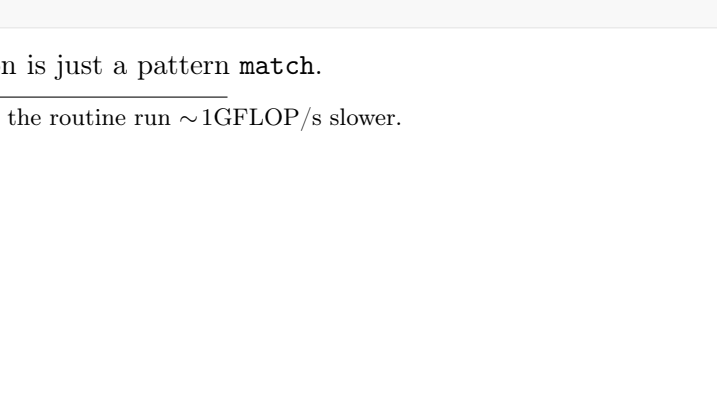 n is just a pattern match.
the routine run ∼1GFLOP/s slower.